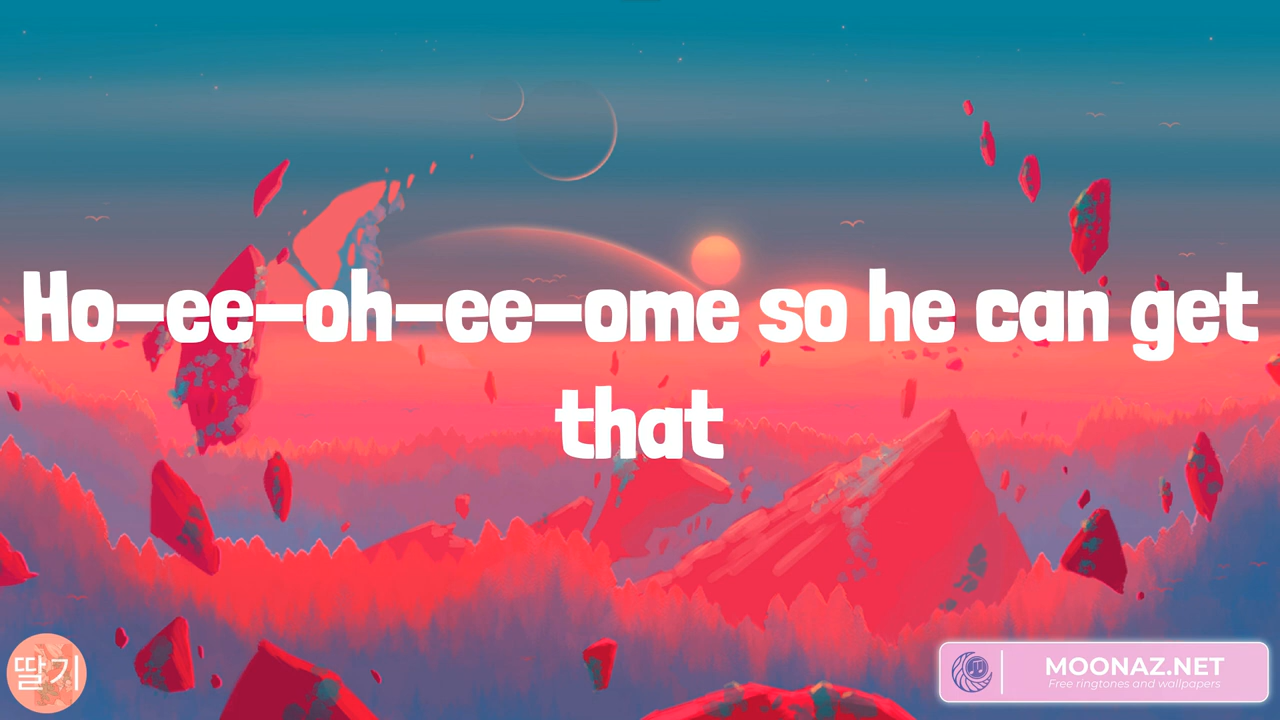 Ho-ee-oh-ee-ome so he can get
that
딸기
MOONAZ.NET
Free ringtones and wallpapers